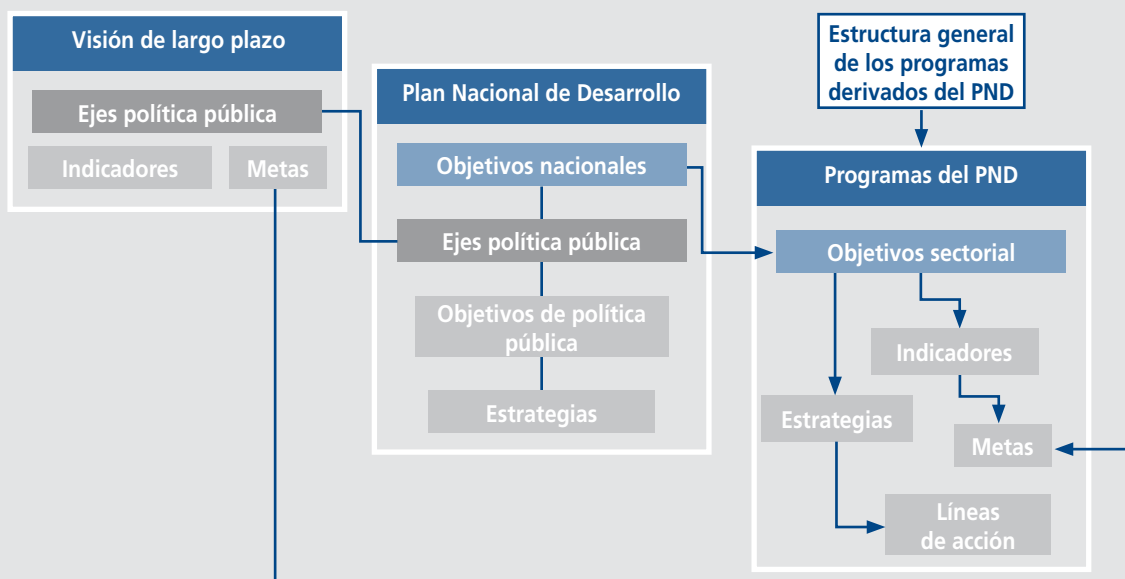 Visión de largo plazo
Ejes política pública
Indicadores
Metas
Plan Nacional de Desarrollo
Objetivos nacionales
Ejes política pública
Objetivos de política
pública
Estrategias
Estructura general
de los programas
derivados del PND
Programas del PND
Objetivos sectorial
Indicadores
Estrategias
Metas
Líneas
de acción